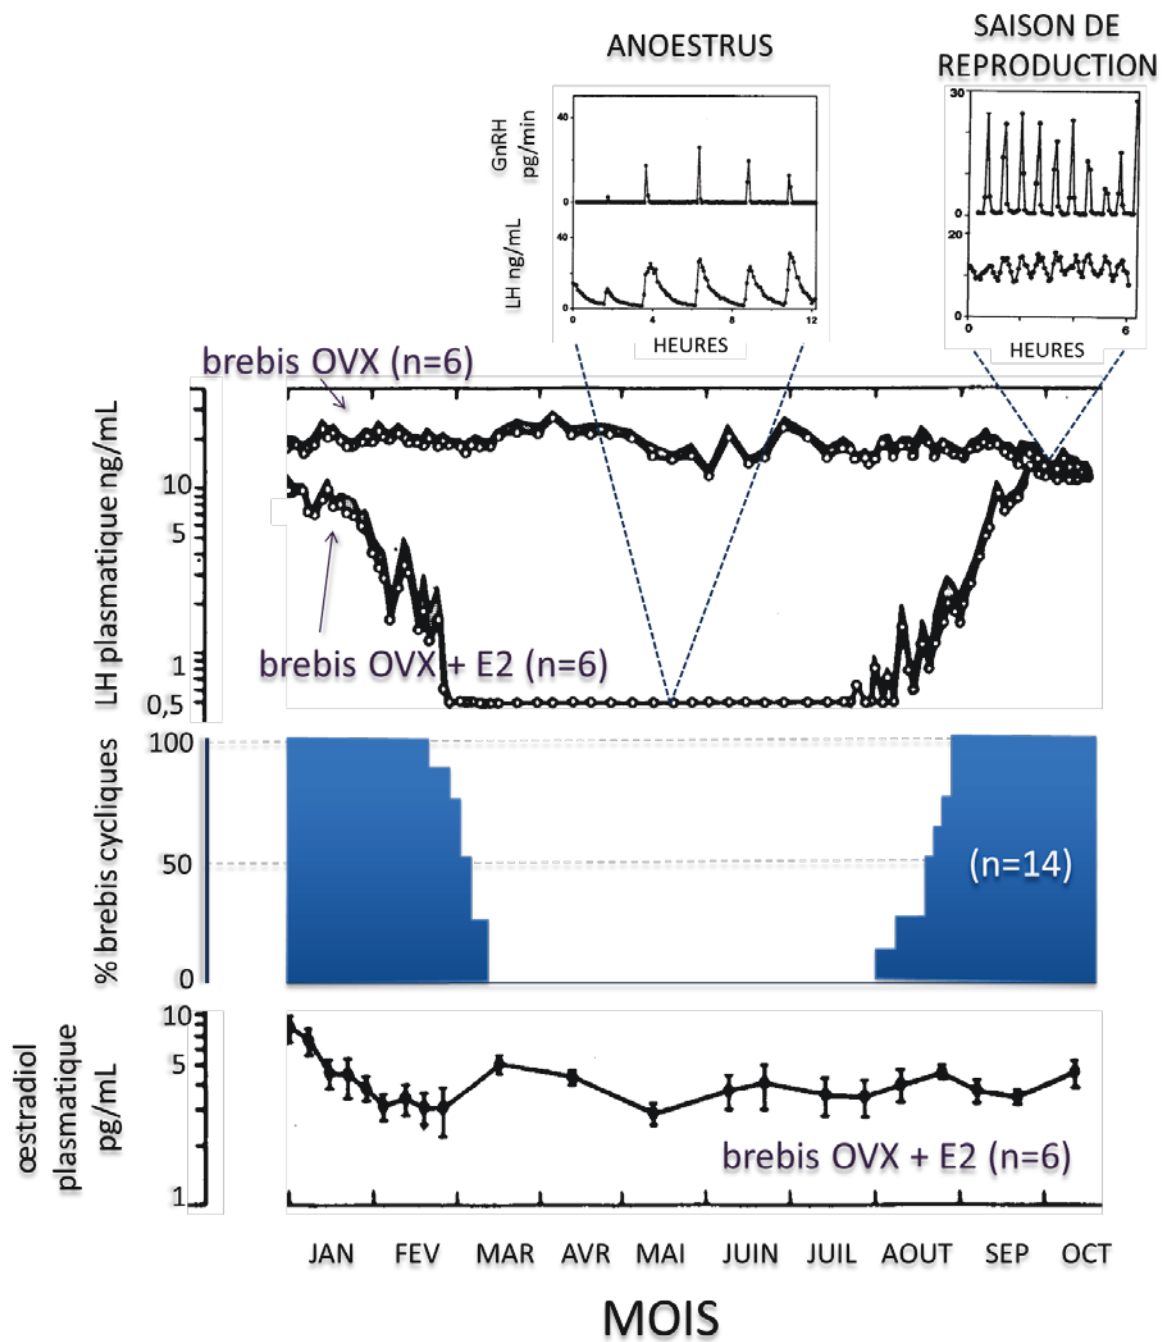 ANOESTRUS
SAISON DE
REPRODUCTION
GnRH
pg/min
40
0
LH ng/mL
40
0
0
4
8
12
HEURES
30
0
20
0
0
6
HEURES
brebis OVX (n=6)
LH plasmatique ng/mL
10
5
1
0,5
brebis OVX + E2 (n=6)
% brebis cycliques
100
50
0
(n=14)
œstradiol
plasmatique
pg/mL
10
5
1
brebis OVX + E2 (n=6)
JAN FEV MAR AVR MAI JUIN JUIL AOUT SEP OCT
MOIS